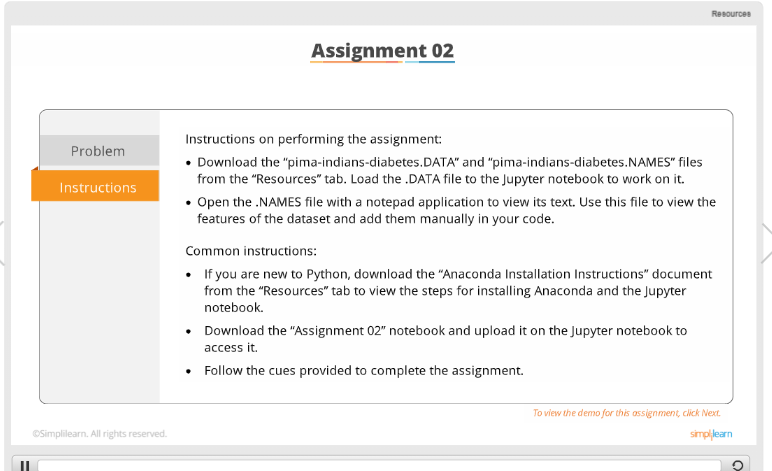 Resources
Assignment 02
Problem
Instructions
Instructions on performing the assignment:
• Download the “pima-indians-diabetes.DATA” and “pima-indians-diabetes.NAMES” files
from the “Resources” tab. Load the .DATA file to the Jupyter notebook to work on it.
• Open the .NAMES file with a notepad application to view its text. Use this file to view the
features of the dataset and add them manually in your code.
Common instructions:
• If you are new to Python, download the “Anaconda Installation Instructions” document
from the “Resources” tab to view the steps for installing Anaconda and the Jupyter
notebook.
• Download the “Assignment 02” notebook and upload it on the Jupyter notebook to
access it.
• Follow the cues provided to complete the assignment.
To view the demo for this assignment, click Next.
©Simplilearn. All rights reserved.
simplilearn